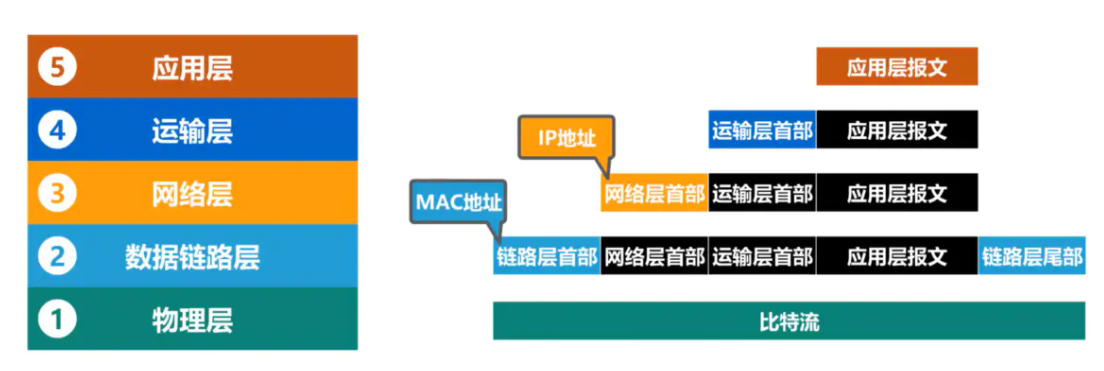 5 应用层
应用层报文
4 运输层
运输层首部 应用层报文
IP地址
3 网络层
网络层首部 运输层首部 应用层报文
MAC地址
2 数据链路层
链路层首部 网络层首部 运输层首部 应用层报文 链路层尾部
1 物理层
比特流